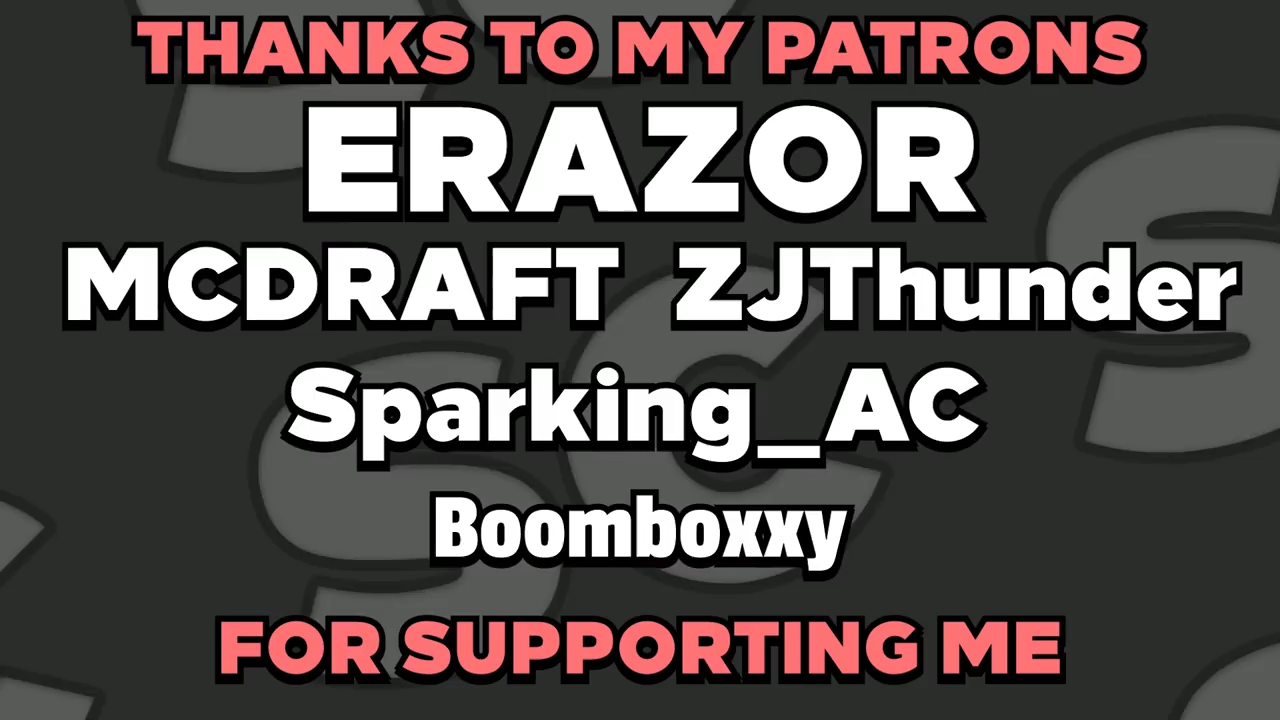 THANKS TO MY PATRONS
ERAZOR
MCDRAFT ZJThunder
Sparking_AC
Boomboxxy
FOR SUPPORTING ME